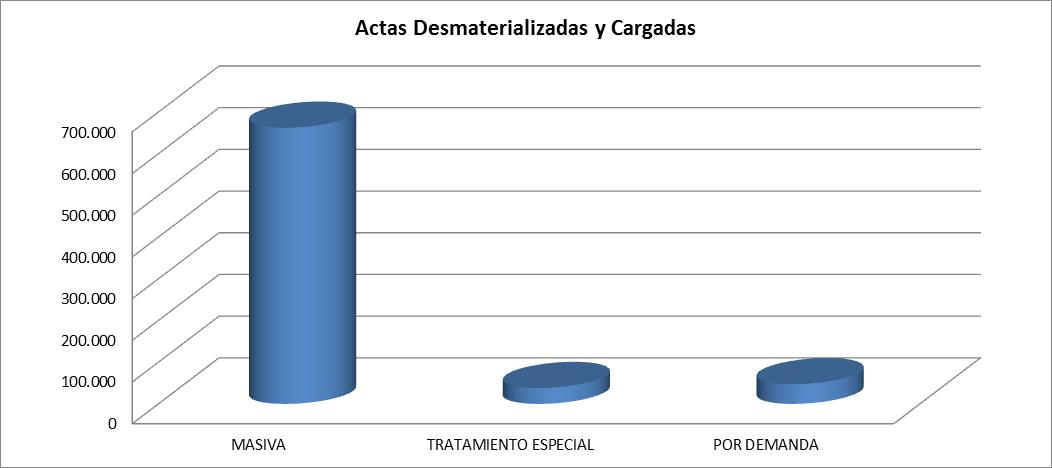 Actas Desmaterializadas y Cargadas
700.000
600.000
500.000
400.000
300.000
200.000
100.000
0
MASIVA
TRATAMIENTO ESPECIAL
POR DEMANDA